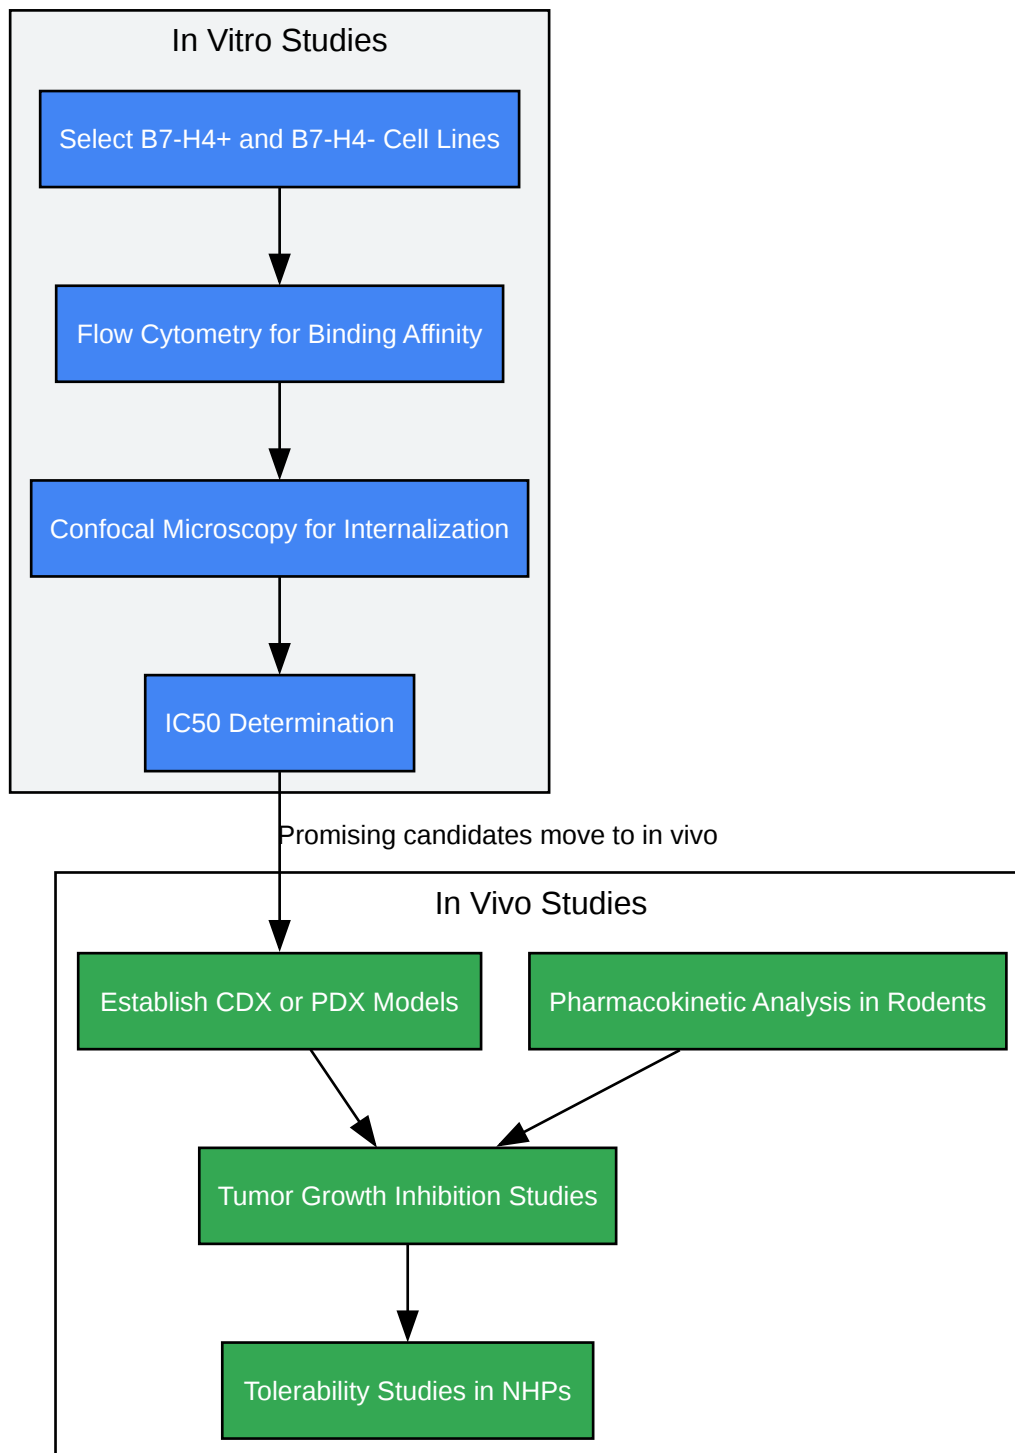 In Vitro Studies
Select B7-H4+ and B7-H4- Cell Lines
Flow Cytometry for Binding Affinity
Confocal Microscopy for Internalization
IC50 Determination
Promising candidates move to in vivo
In Vivo Studies
Establish CDX or PDX Models
Pharmacokinetic Analysis in Rodents
Tumor Growth Inhibition Studies
Tolerability Studies in NHPs